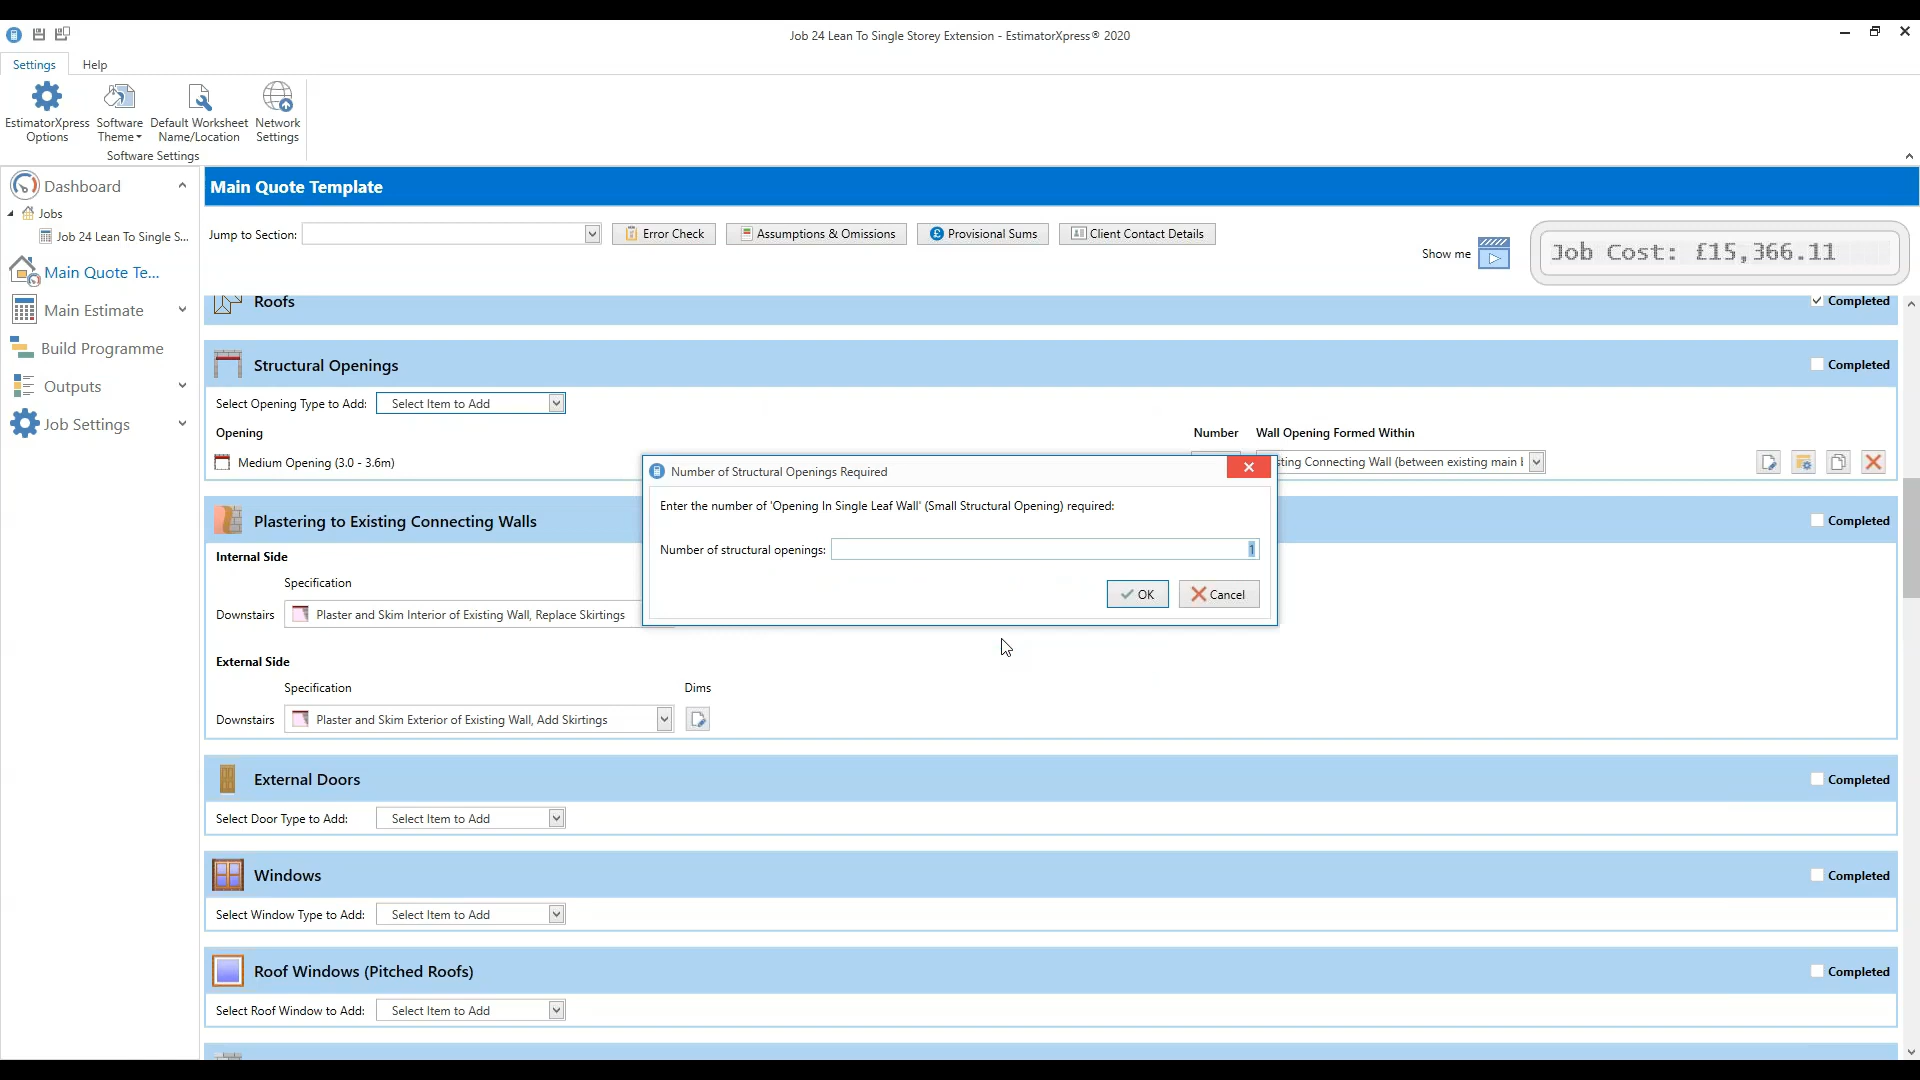 Job 24 Lean To Single Storey Extension - EstimatorXpress® 2020
Settings
Help
EstimatorXpress Options
Software Theme
Default Worksheet Name/Location
Network Settings
Software Settings
Dashboard
Jobs
Job 24 Lean To Single S...
Main Quote Te...
Main Estimate
Build Programme
Outputs
Job Settings
Main Quote Template
Jump to Section:
Error Check
Assumptions & Omissions
Provisional Sums
Client Contact Details
Show me
Job Cost: £15,366.11
Roofs
Completed
Structural Openings
Completed
Select Opening Type to Add:
Select Item to Add
Opening
Number
Wall Opening Formed Within
Medium Opening (3.0 - 3.6m)
sting Connecting Wall (between existing main
Number of Structural Openings Required
Enter the number of 'Opening In Single Leaf Wall' (Small Structural Opening) required:
Number of structural openings:
1
OK
Cancel
Plastering to Existing Connecting Walls
Completed
Internal Side
Specification
Downstairs
Plaster and Skim Interior of Existing Wall, Replace Skirtings
External Side
Specification
Dims
Downstairs
Plaster and Skim Exterior of Existing Wall, Add Skirtings
External Doors
Completed
Select Door Type to Add:
Select Item to Add
Windows
Completed
Select Window Type to Add:
Select Item to Add
Roof Windows (Pitched Roofs)
Completed
Select Roof Window to Add:
Select Item to Add